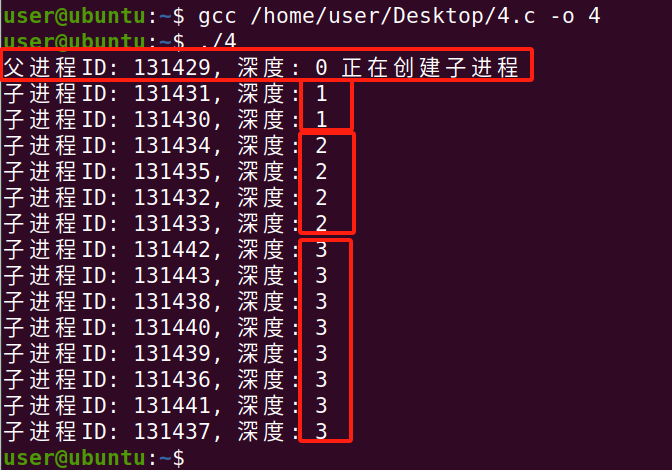 user@ubuntu:~$ gcc /home/user/Desktop/4.c -o 4
user@ubuntu:~$ ./4
父进程ID: 131429, 深度: 0 正在创建子进程
子进程ID: 131431, 深度: 1
子进程ID: 131430, 深度: 1
子进程ID: 131434, 深度: 2
子进程ID: 131435, 深度: 2
子进程ID: 131432, 深度: 2
子进程ID: 131433, 深度: 2
子进程ID: 131442, 深度: 3
子进程ID: 131443, 深度: 3
子进程ID: 131438, 深度: 3
子进程ID: 131440, 深度: 3
子进程ID: 131439, 深度: 3
子进程ID: 131436, 深度: 3
子进程ID: 131441, 深度: 3
子进程ID: 131437, 深度: 3
user@ubuntu:~$